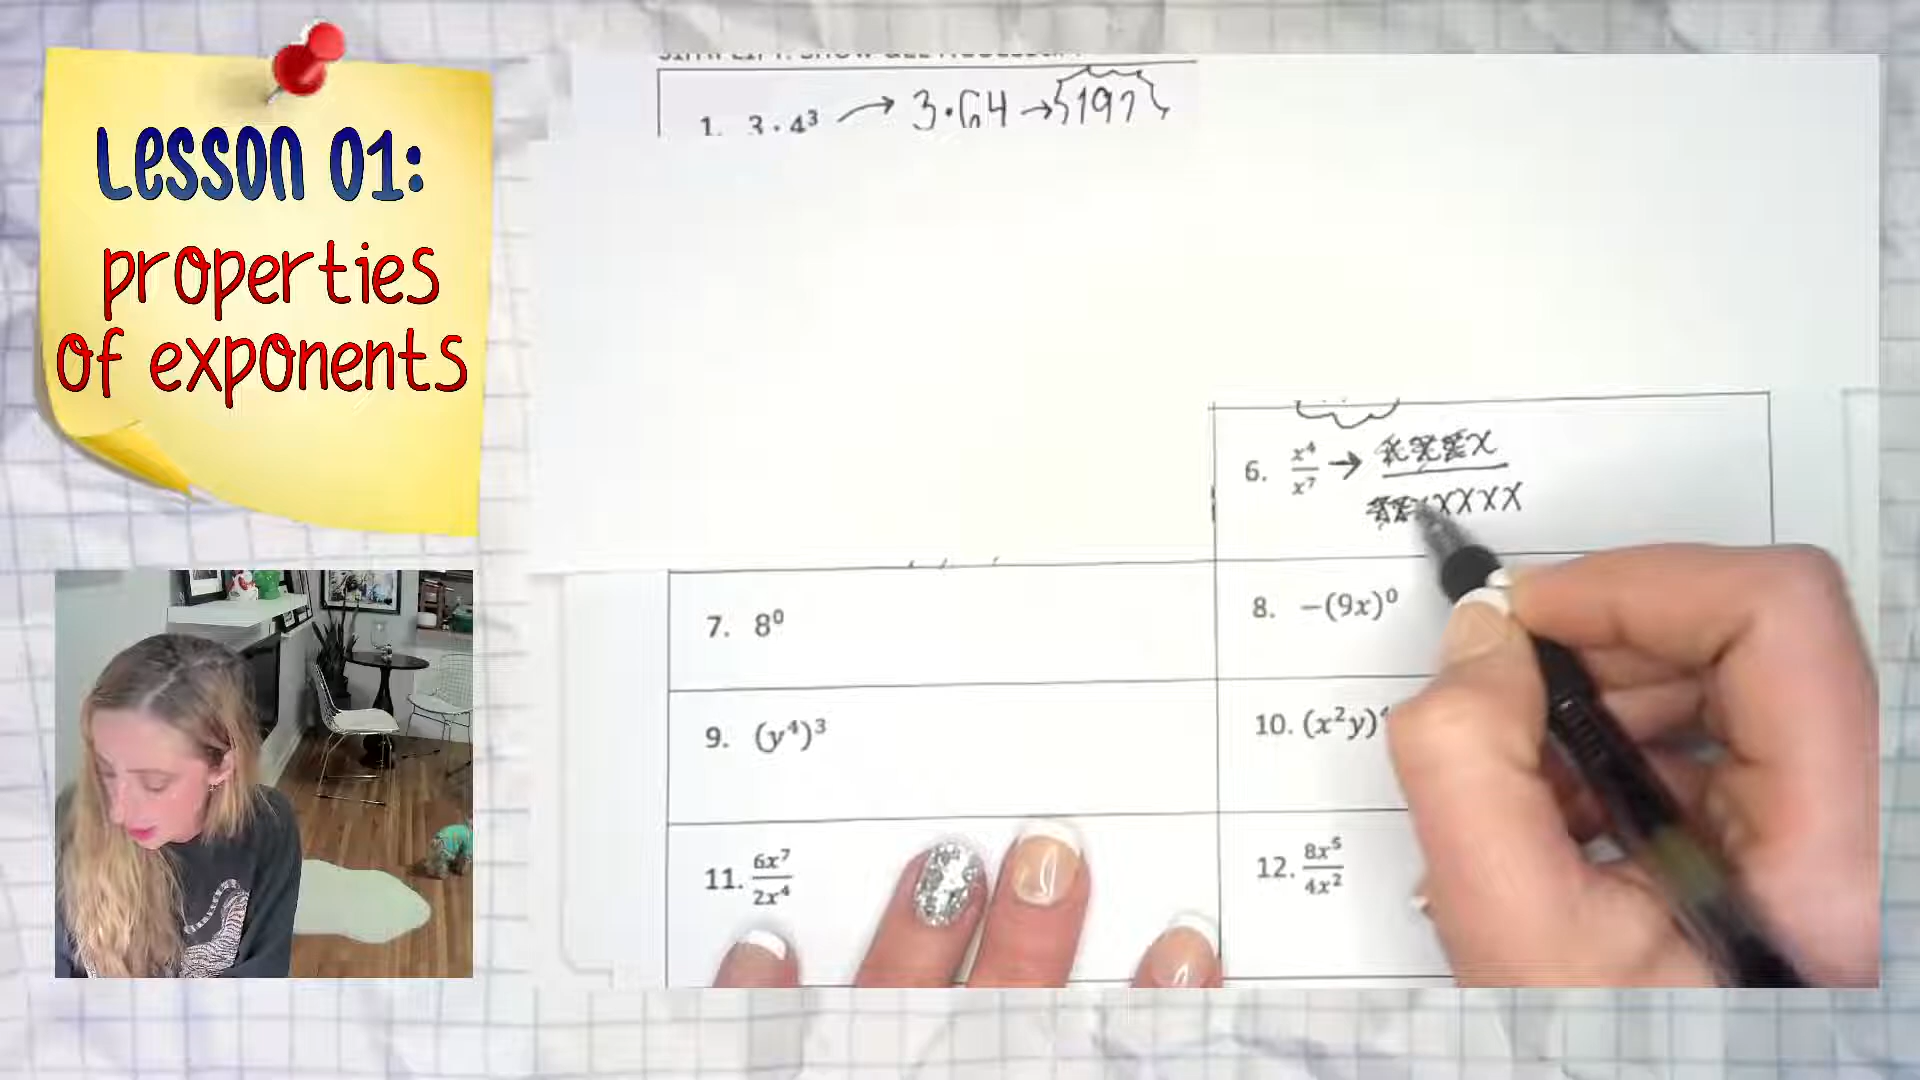 Lesson 01:
properties
of exponents
1. 3 · 4³ → 3·64 → 192
6. x⁴/x⁷ → xxxx/xxxxxxx
7. 8⁰
8. −(9x)⁰
9. (y⁴)³
10. (x²y)⁴
11. 6x⁷/2x⁴
12. 8x⁵/4x²